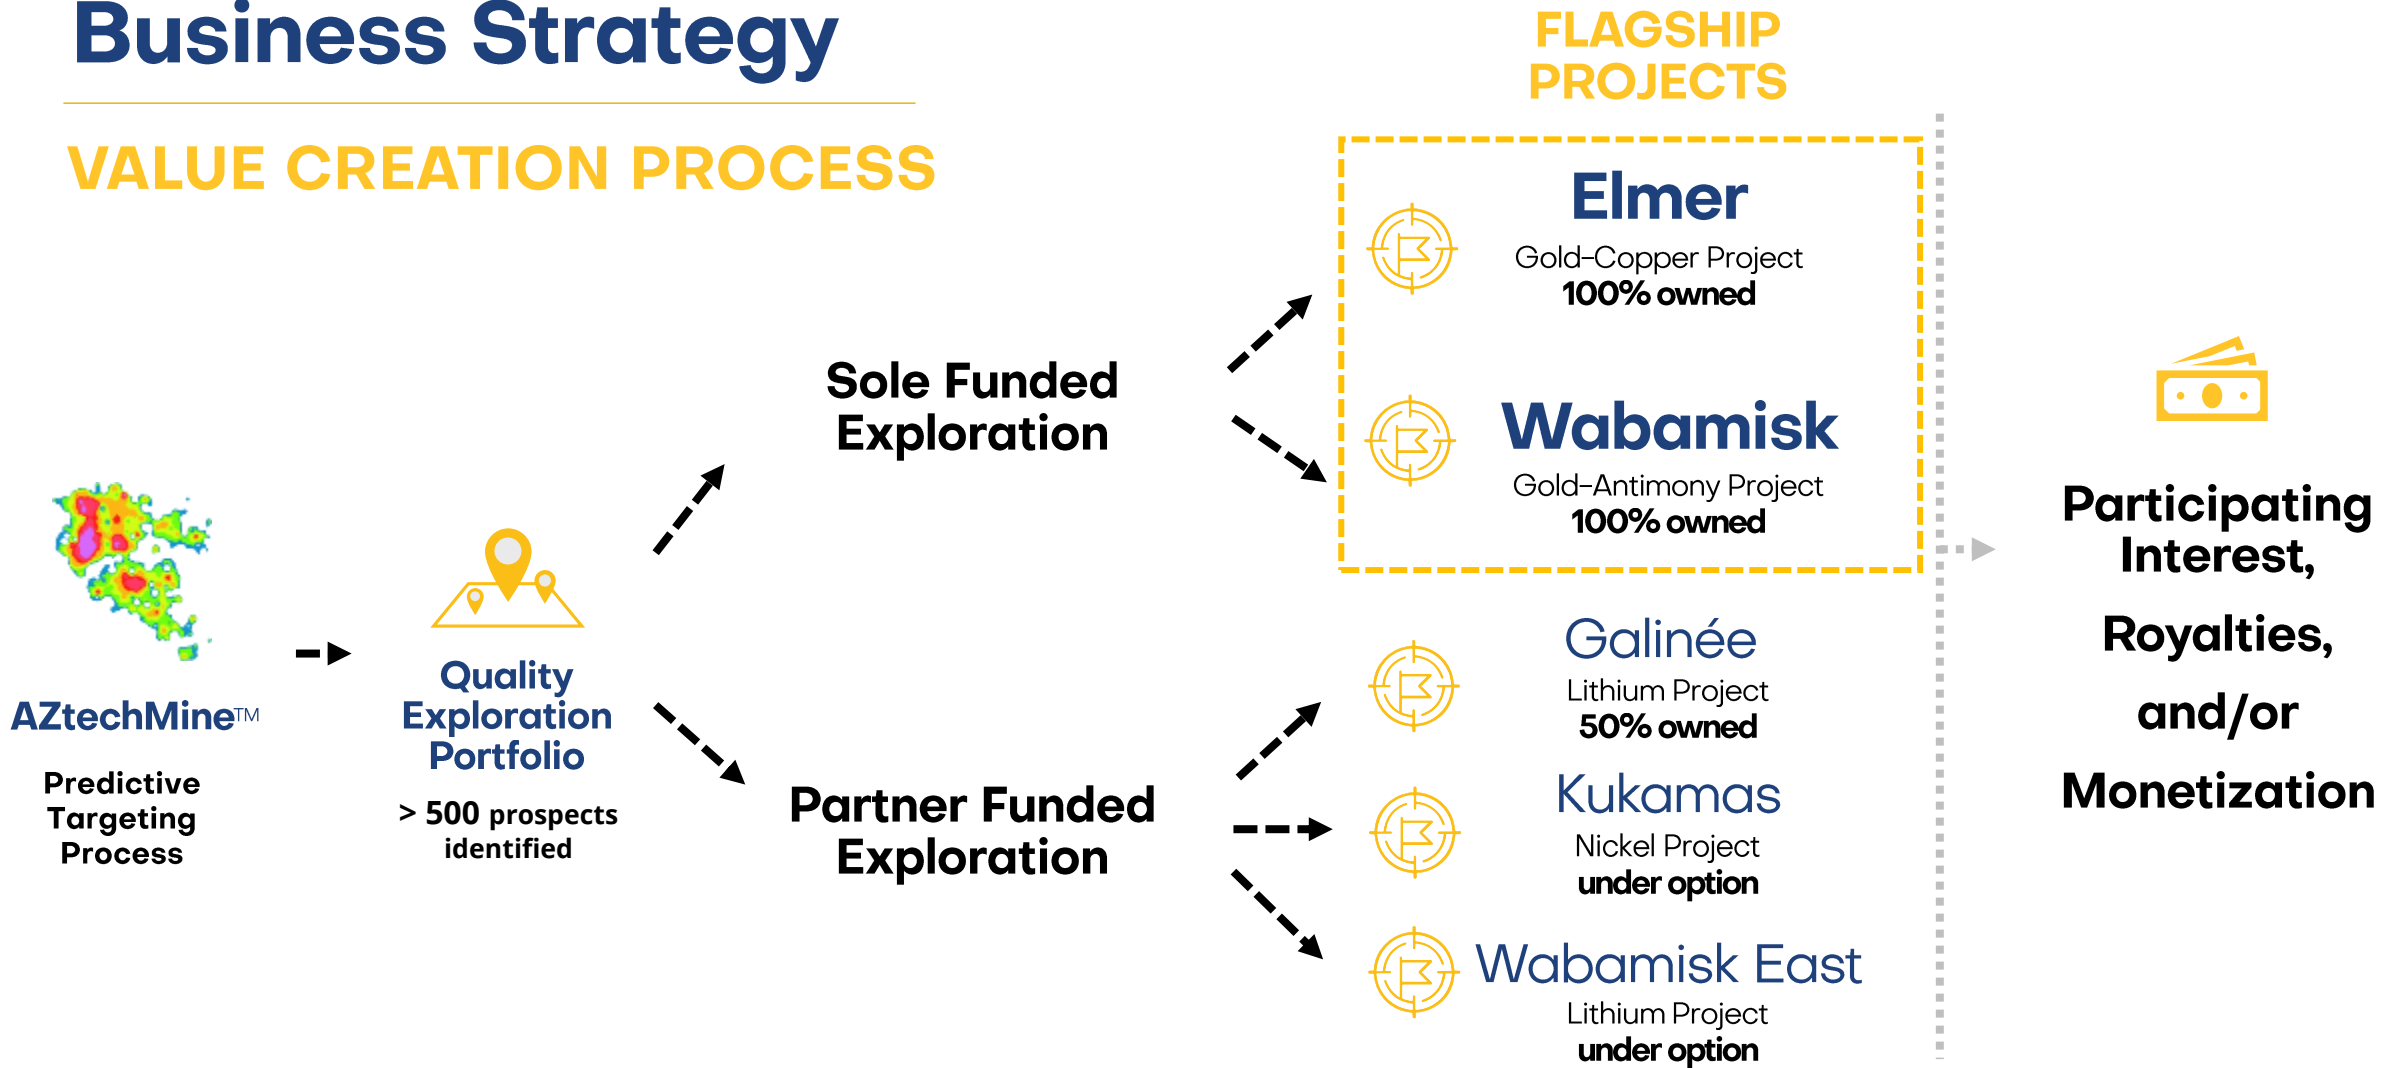 Business Strategy
VALUE CREATION PROCESS
AZtechMine™
Predictive
Targeting
Process
Quality
Exploration
Portfolio
> 500 prospects
identified
Sole Funded
Exploration
Partner Funded
Exploration
FLAGSHIP
PROJECTS
Elmer
Gold-Copper Project
100% owned
Wabamisk
Gold-Antimony Project
100% owned
Galinée
Lithium Project
50% owned
Kukamas
Nickel Project
under option
Wabamisk East
Lithium Project
under option
Participating
Interest,
Royalties,
and/or
Monetization